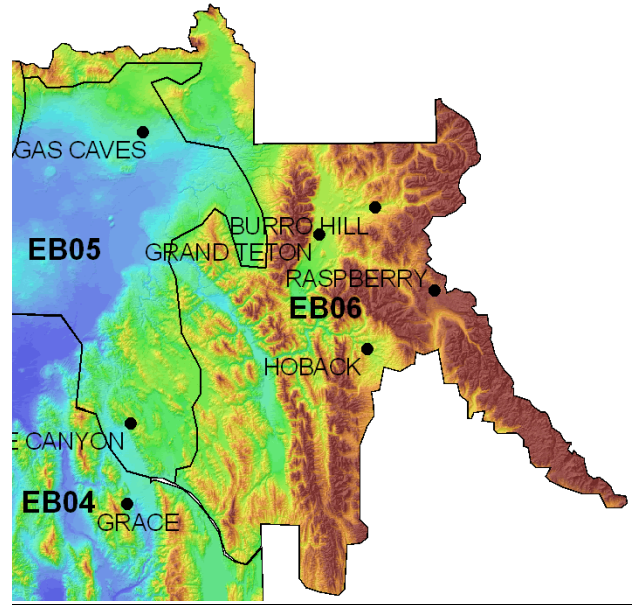 GAS CAVES
BURRO HILL
EB05
GRAND TETON
RASPBERRY
EB06
HOBACK
E CANYON
EB04
GRACE